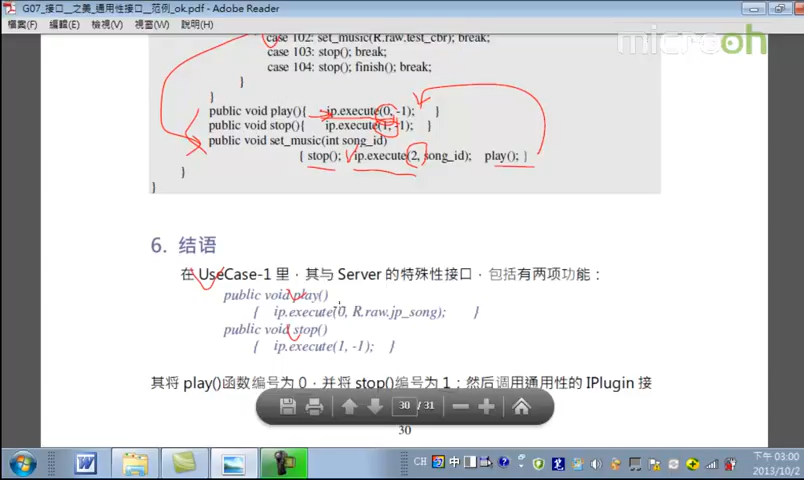 G07_接口__之美_通用性接口__范例_ok.pdf - Adobe Reader
檔案(F) 編輯(E) 檢視(V) 視窗(W) 說明(H)
microoh
case 102: set_music(R.raw.test_cbr); break;
case 103: stop(); break;
case 104: stop(); finish(); break;
}
}
public void play(){ ip.execute(0, -1); }
public void stop(){ ip.execute(1, -1); }
public void set_music(int song_id)
{ stop(); ip.execute(2, song_id); play(); }
}
}
6. 结语
在 UseCase-1 里，其与 Server 的特殊性接口，包括有两项功能：
public void play()
{ ip.execute(0, R.raw.jp_song); }
public void stop()
{ ip.execute(1, -1); }
其将 play()函数编号为 0，并将 stop()编号为 1；然后调用通用性的 IPlugin 接
30 / 31
30
CH 中
下午 03:00
2013/10/2